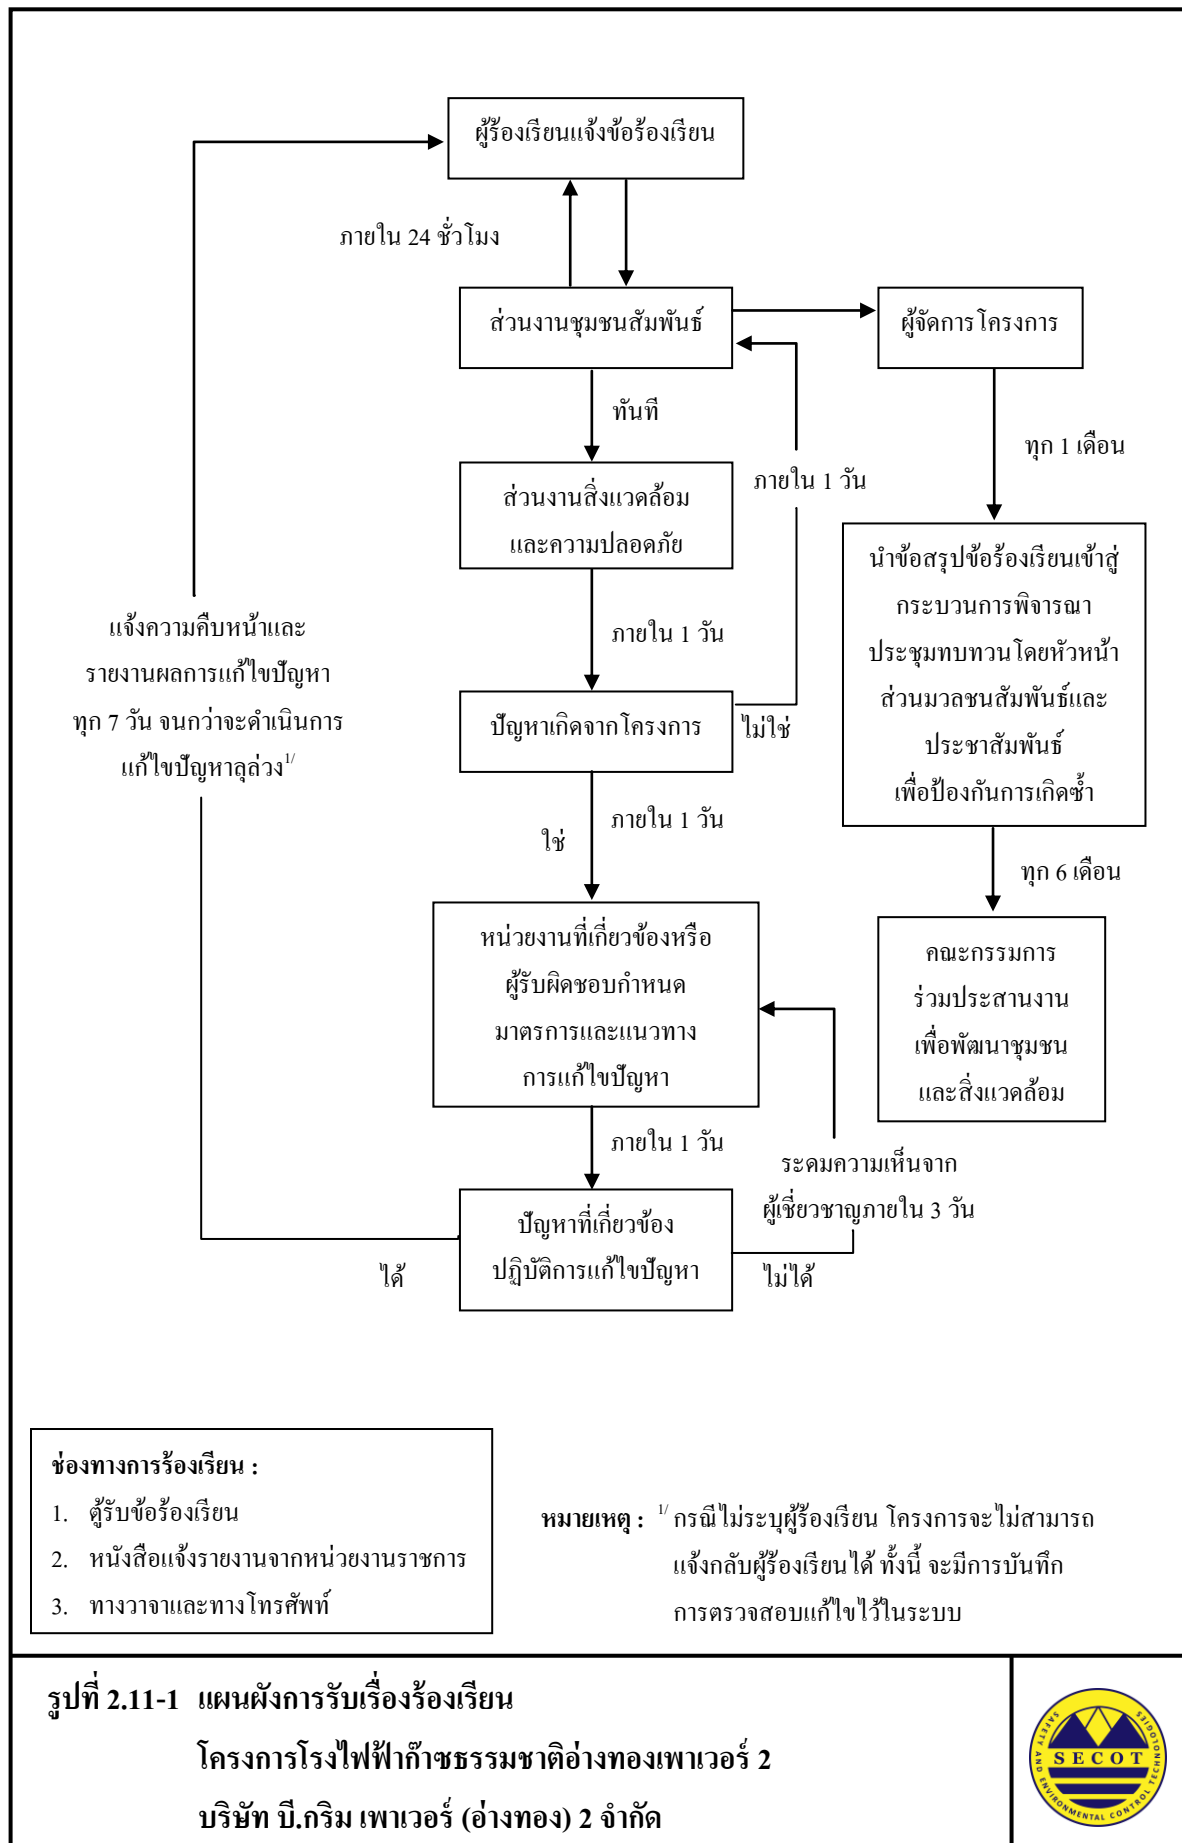 ผู้ร้องเรียนแจ้งข้อร้องเรียน
ภายใน 24 ชั่วโมง
ส่วนงานชุมชนสัมพันธ์
ผู้จัดการโครงการ
ทันที
ทุก 1 เดือน
ส่วนงานสิ่งแวดล้อม
และความปลอดภัย
ภายใน 1 วัน
นำข้อสรุปข้อร้องเรียนเข้าสู่
กระบวนการพิจารณา
ประชุมทบทวนโดยหัวหน้า
ส่วนมวลชนสัมพันธ์และ
ประชาสัมพันธ์
เพื่อป้องกันการเกิดซ้ำ
แจ้งความคืบหน้าและ
รายงานผลการแก้ไขปัญหา
ทุก 7 วัน จนกว่าจะดำเนินการ
แก้ไขปัญหาลุล่วง1/
ภายใน 1 วัน
ปัญหาเกิดจากโครงการ
ไม่ใช่
ภายใน 1 วัน
ใช่
ทุก 6 เดือน
หน่วยงานที่เกี่ยวข้องหรือ
ผู้รับผิดชอบกำหนด
มาตรการและแนวทาง
การแก้ไขปัญหา
คณะกรรมการ
ร่วมประสานงาน
เพื่อพัฒนาชุมชน
และสิ่งแวดล้อม
ภายใน 1 วัน
ระดมความเห็นจาก
ผู้เชี่ยวชาญภายใน 3 วัน
ปัญหาที่เกี่ยวข้อง
ปฏิบัติการแก้ไขปัญหา
ได้
ไม่ได้
ช่องทางการร้องเรียน :
1. ตู้รับข้อร้องเรียน
2. หนังสือแจ้งรายงานจากหน่วยงานราชการ
3. ทางวาจาและทางโทรศัพท์
หมายเหตุ : 1/ กรณีไม่ระบุผู้ร้องเรียน โครงการจะไม่สามารถ
แจ้งกลับผู้ร้องเรียนได้ ทั้งนี้ จะมีการบันทึก
การตรวจสอบแก้ไขไว้ในระบบ
รูปที่ 2.11-1 แผนผังการรับเรื่องร้องเรียน
โครงการโรงไฟฟ้าก๊าซธรรมชาติอ่างทองเพาเวอร์ 2
บริษัท บี.กริม เพาเวอร์ (อ่างทอง) 2 จำกัด
SECOT
SAFETY AND ENVIRONMENTAL CONTROL TECHNOLOGIES